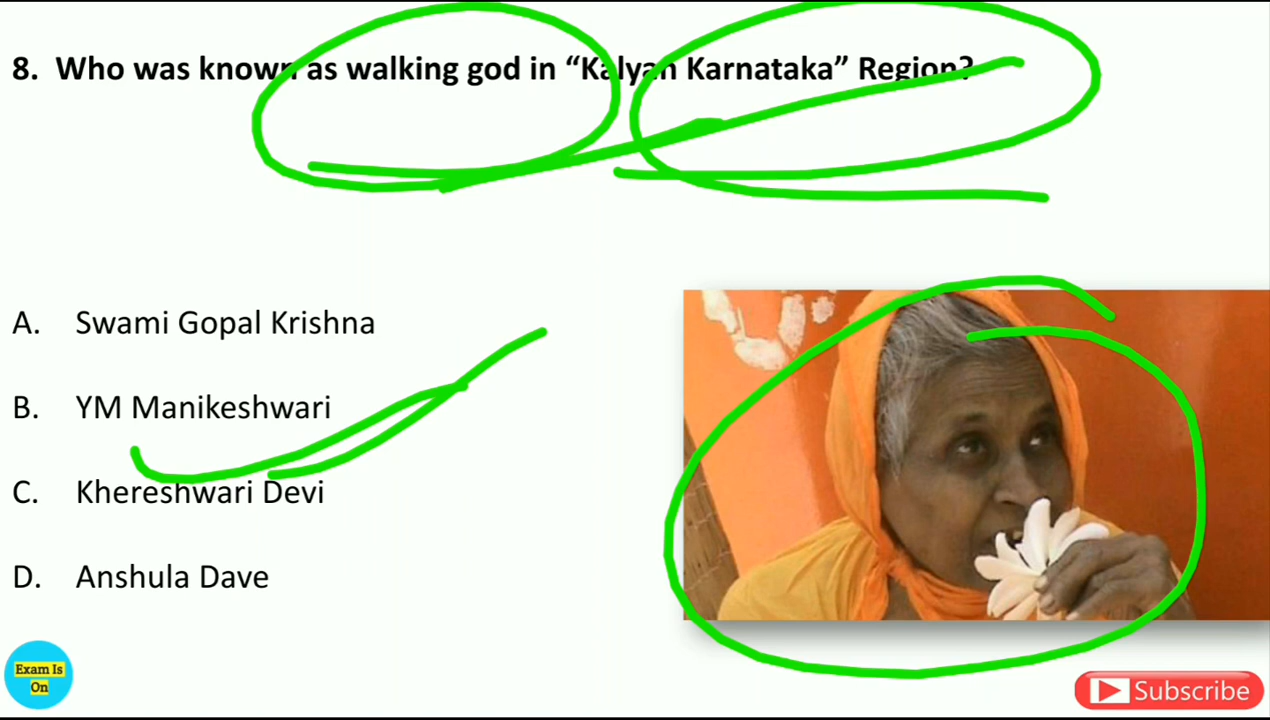 8. Who was known as walking god in “Kalyan Karnataka” Region?
A. Swami Gopal Krishna
B. YM Manikeshwari
C. Khereshwari Devi
D. Anshula Dave
Exam Is
On
Subscribe